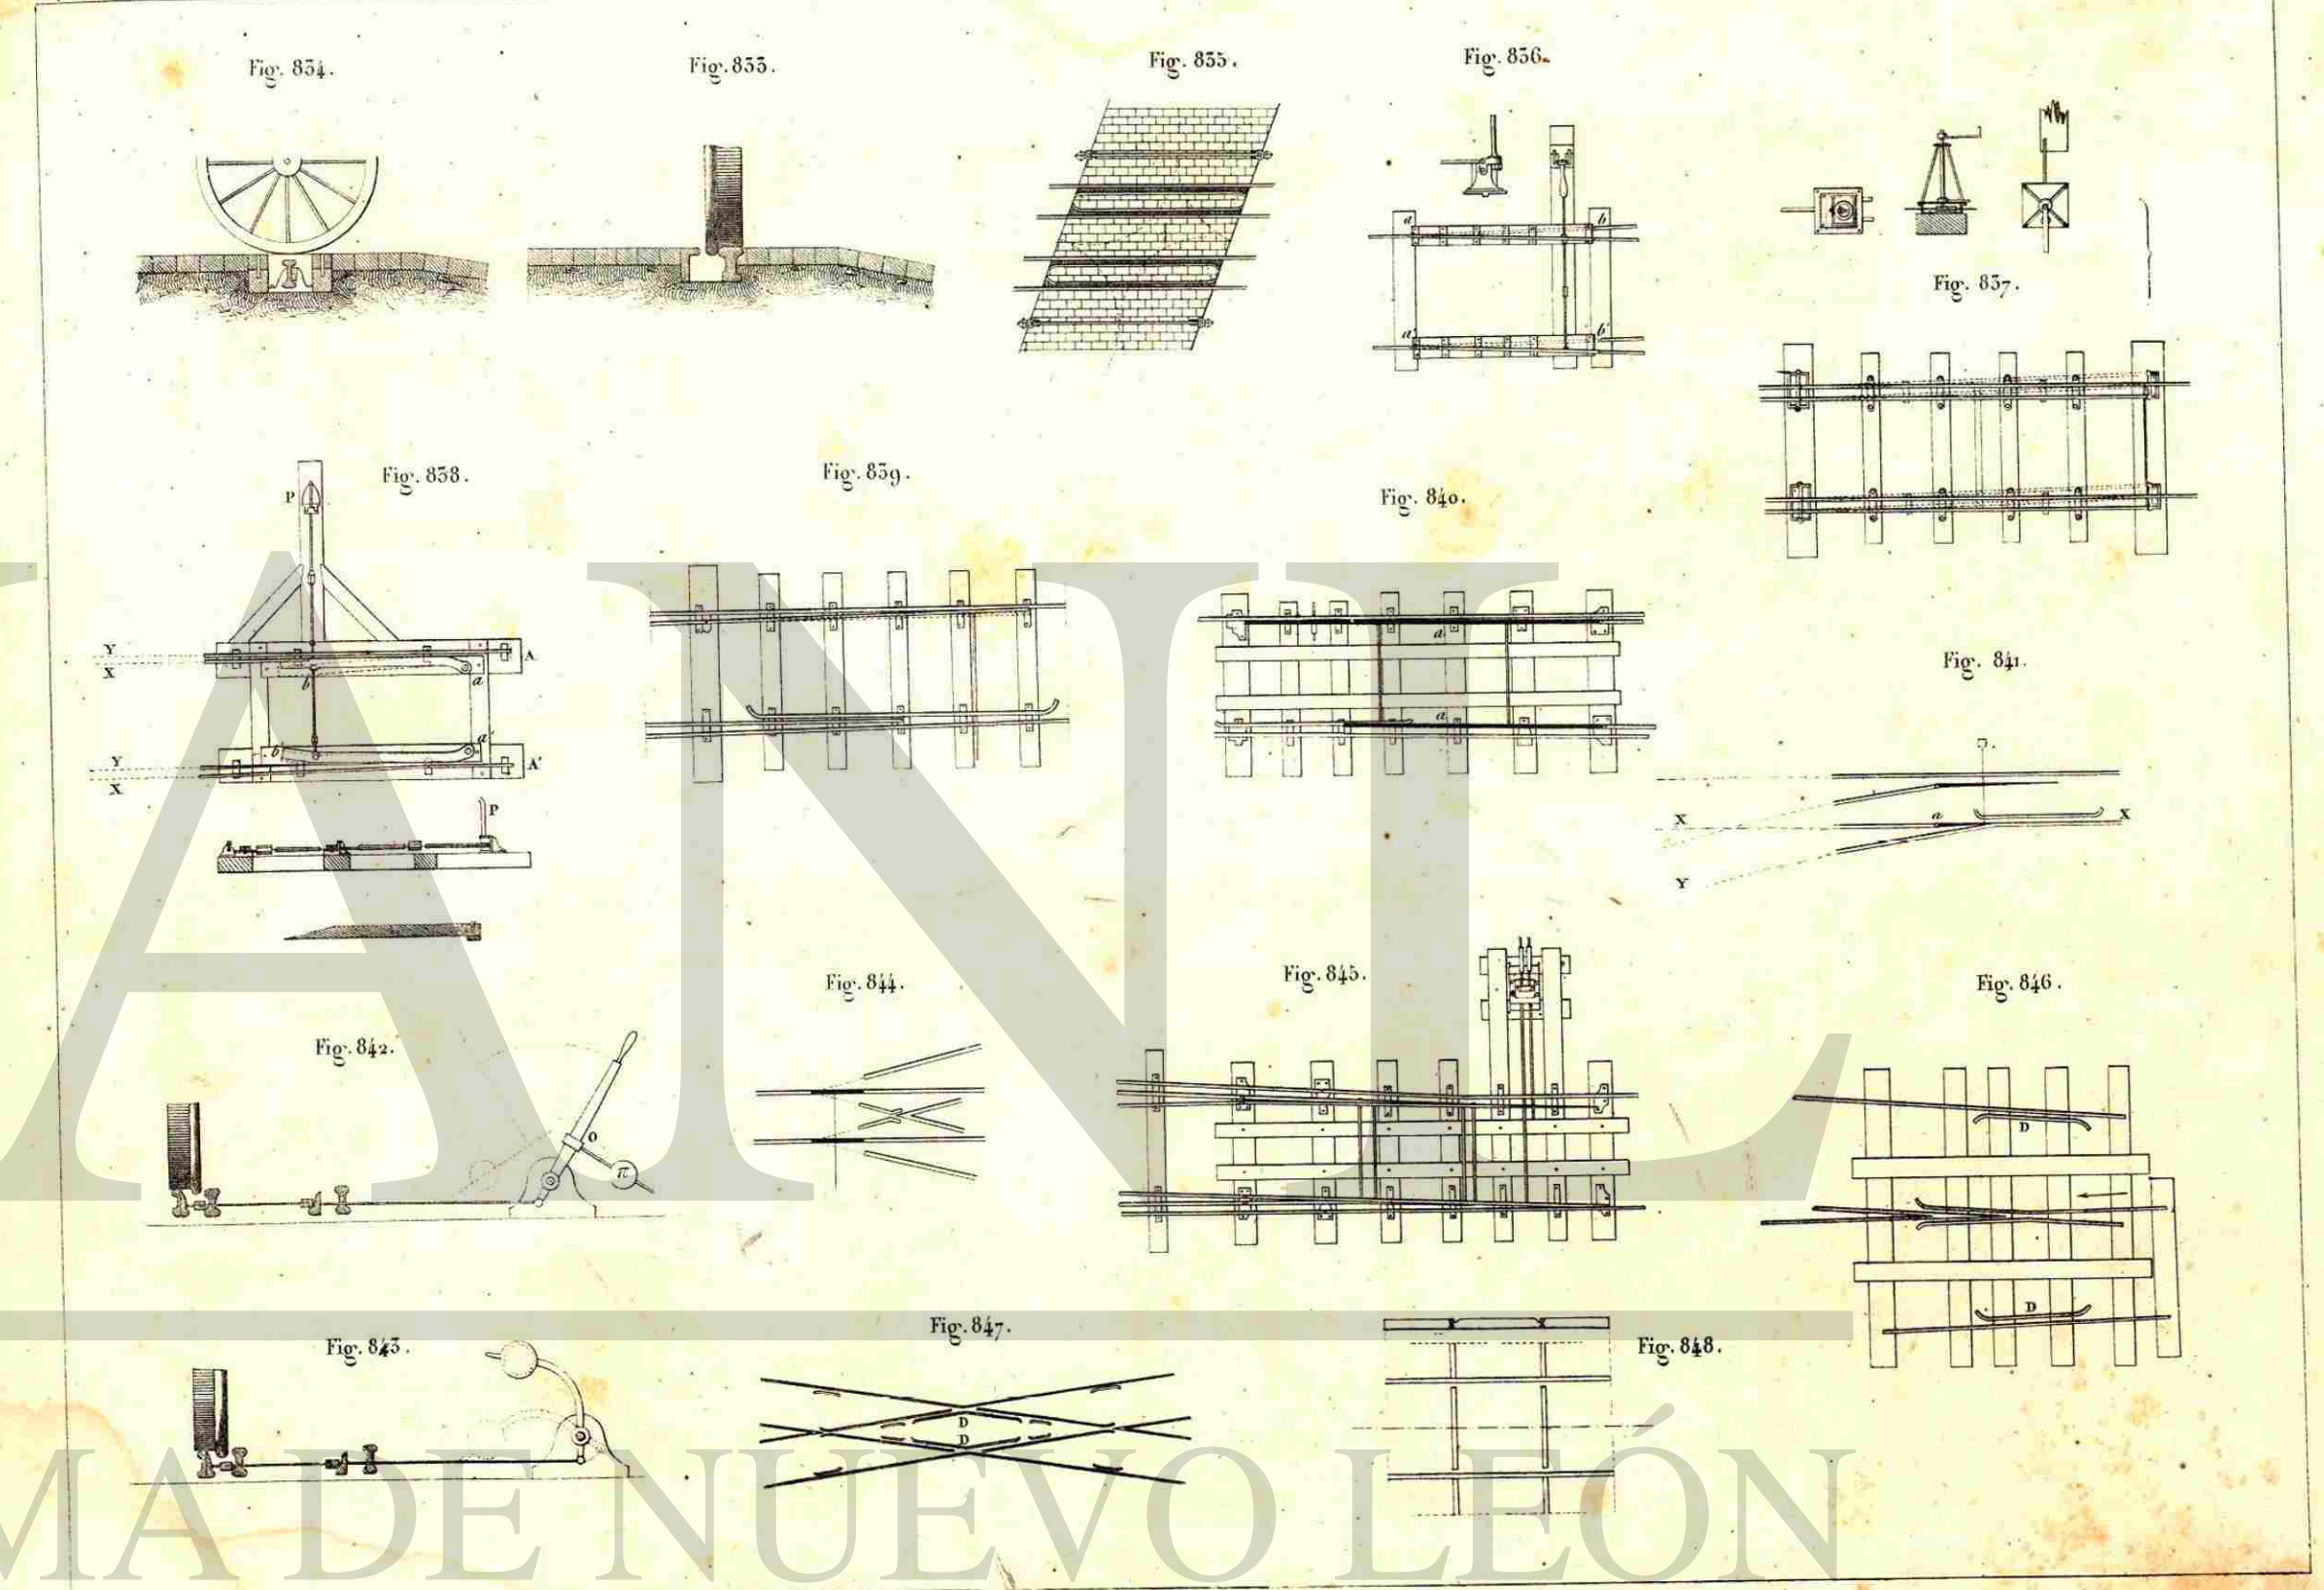 Fig. 834.
Fig. 833.
Fig. 835.
Fig. 836.
a
b
a'
b'
Fig. 837.
Fig. 838.
P
Y
X
A
b
a
b'
a'
Y
X
A'
P
Fig. 839.
Fig. 840.
a
a
Fig. 841.
X
a
X
Y
Fig. 842.
O
π
Fig. 844.
Fig. 845.
Fig. 846.
D
D
Fig. 843.
Fig. 847.
D
D
Fig. 848.
ANL
MA DE NUEVO LEÓN